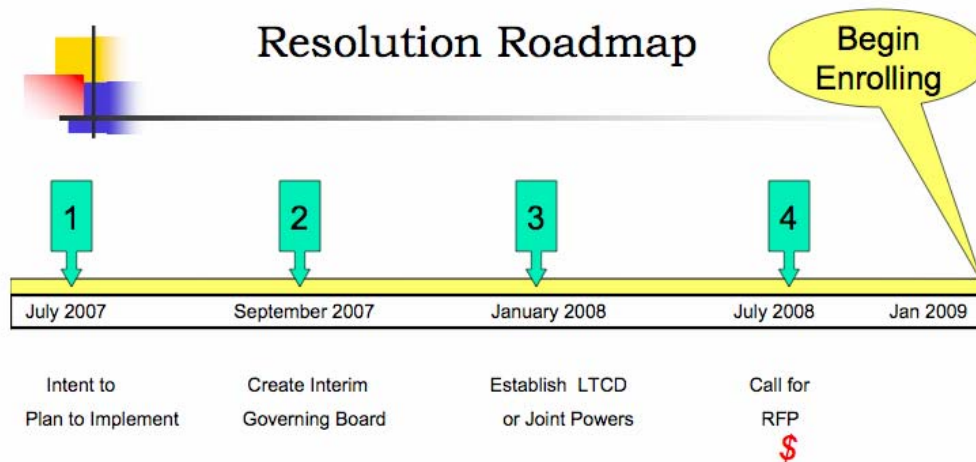 Resolution Roadmap
Begin
Enrolling
1
2
3
4
July 2007
September 2007
January 2008
July 2008
Jan 2009
Intent to
Plan to Implement
Create Interim
Governing Board
Establish LTCD
or Joint Powers
Call for
RFP
$